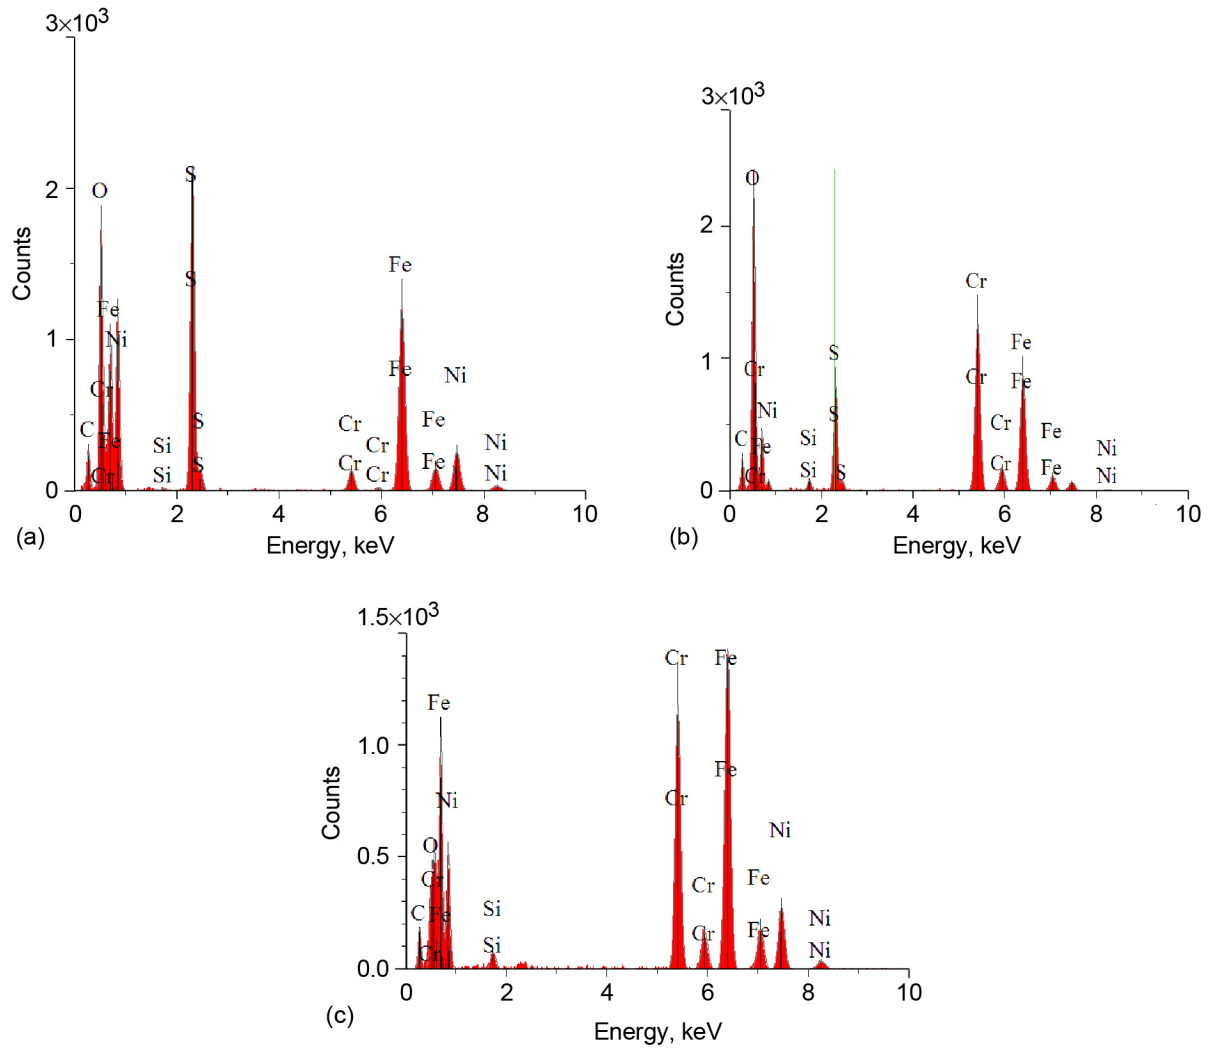 3×10³
2
1
0
Counts
O
Fe
Ni
Cr
C
Fe
Cr
Si
Si
S
S
S
S
Cr
Cr
Cr
Cr
Fe
Fe
Fe
Fe
Ni
Ni
Ni
0 2 4 6 8 10
(a)
Energy, keV
3×10³
2
1
0
Counts
O
Cr
Ni
C
Fe
Cr
Si
Si
S
S
S
Cr
Cr
Cr
Cr
Fe
Fe
Fe
Fe
Ni
Ni
0 2 4 6 8 10
(b)
Energy, keV
1.5×10³
1.0
0.5
0.0
Counts
Fe
Ni
O
Cr
C
Fe
Cr
Si
Si
Cr
Cr
Cr
Cr
Fe
Fe
Fe
Fe
Ni
Ni
Ni
0 2 4 6 8 10
(c)
Energy, keV